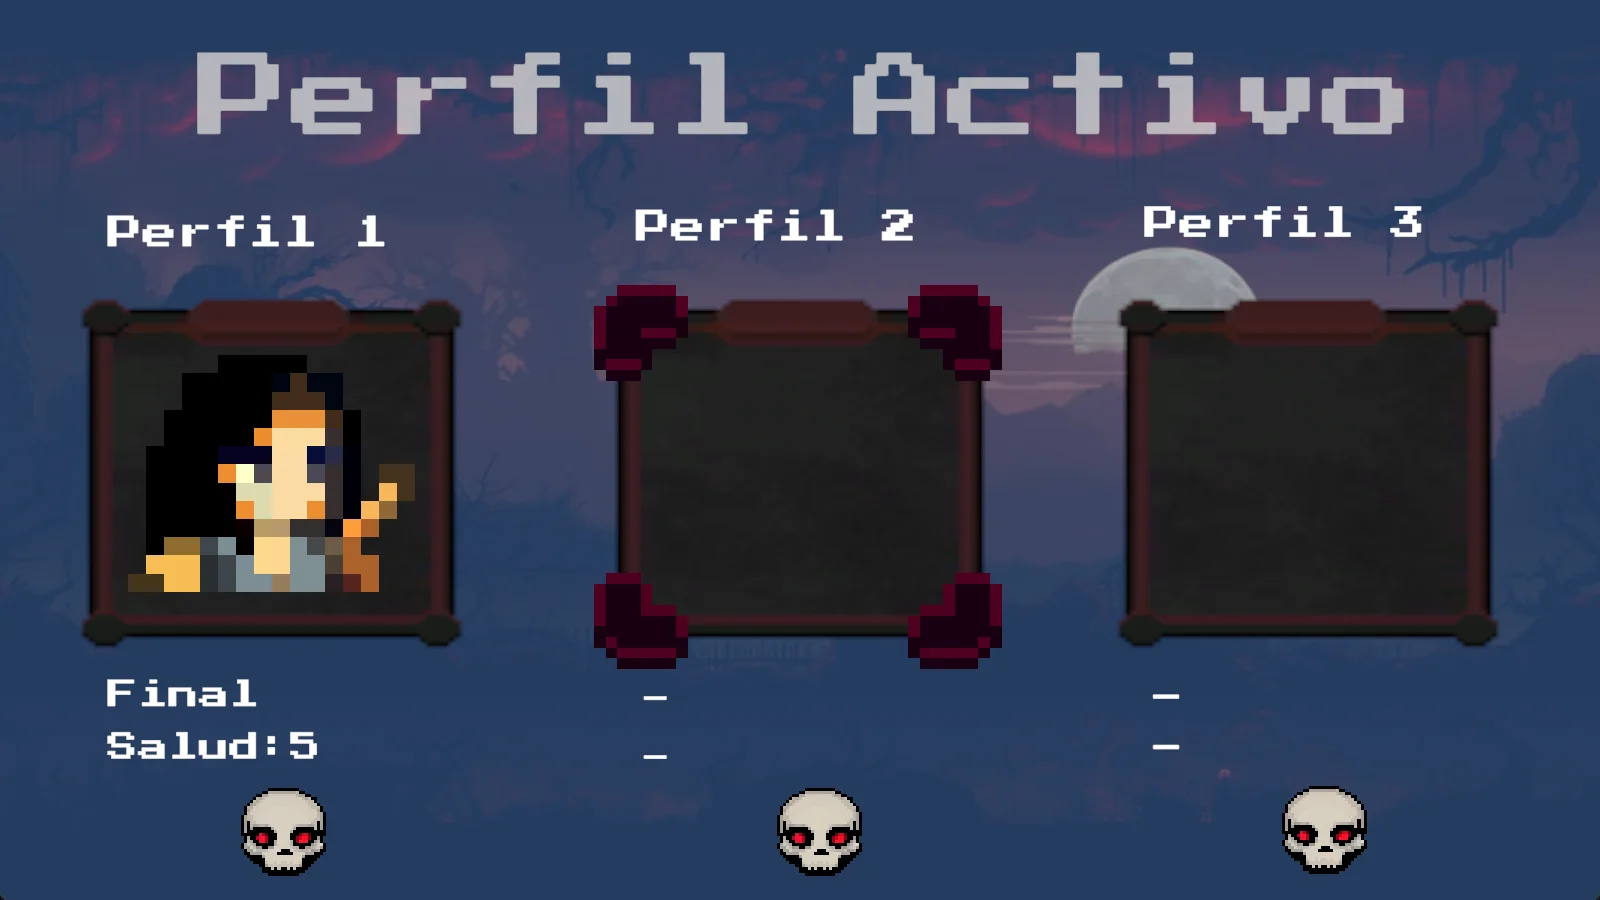 Perfil Activo
Perfil 1
Perfil 2
Perfil 3
Final
Salud:5
-
-
-
-